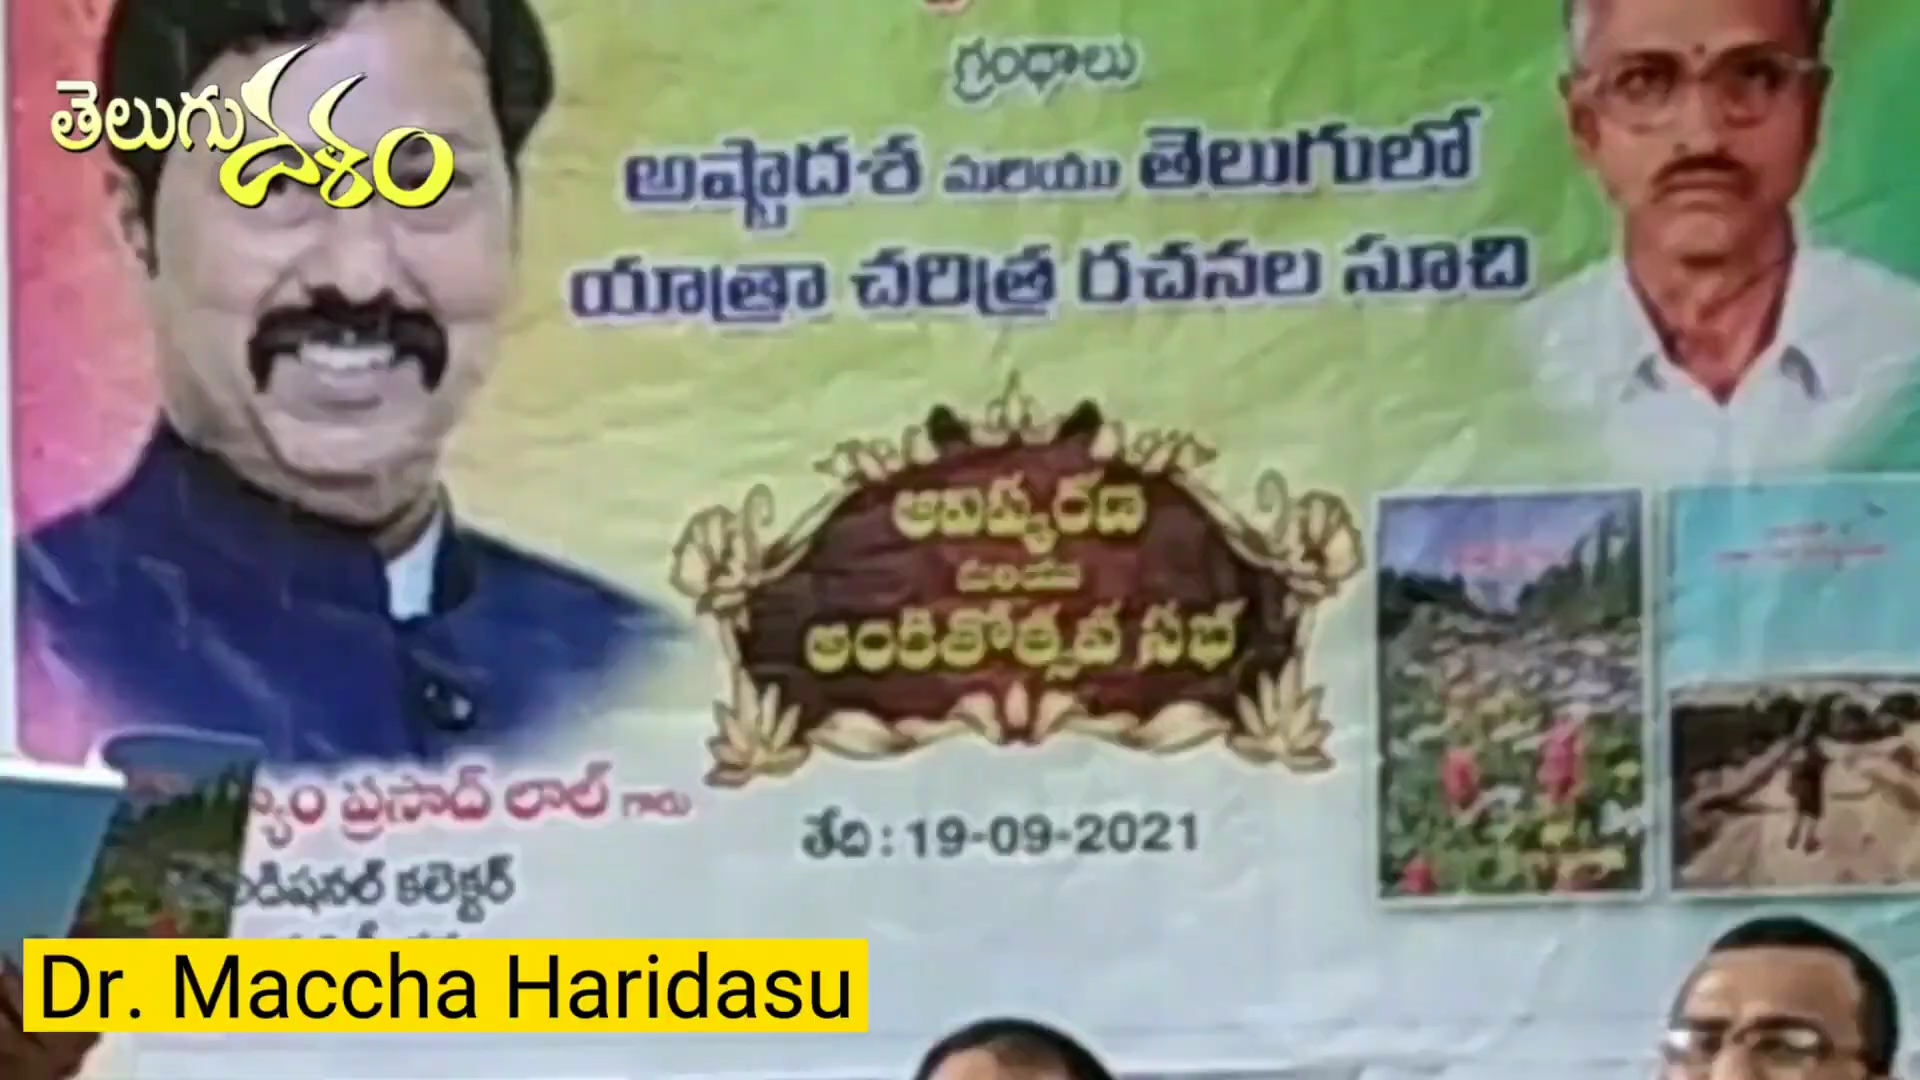 తెలుగుదళం
గ్రంథాలు
అష్టాదశ మరియు తెలుగులో
యాత్రా చరిత్ర రచనల సూచి
ఆవిష్కరణ
మరియు
అంకితోత్సవ సభ
ప్రసాద్ లాల్ గారు
తేది : 19-09-2021
కలెక్టర్
Dr. Maccha Haridasu